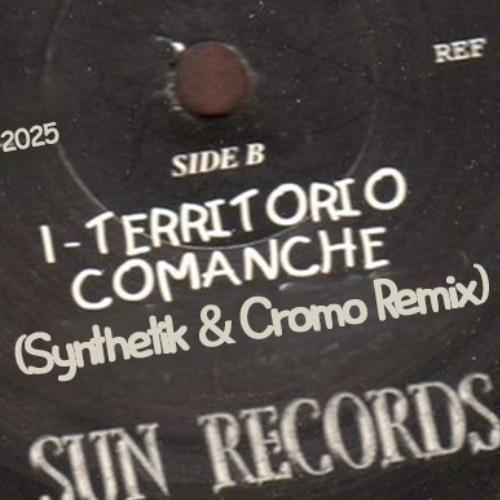 REF
2025
SIDE B
1-TERRITORIO
COMANCHE
(Synthetik & Cromo Remix)
SUN RECORDS